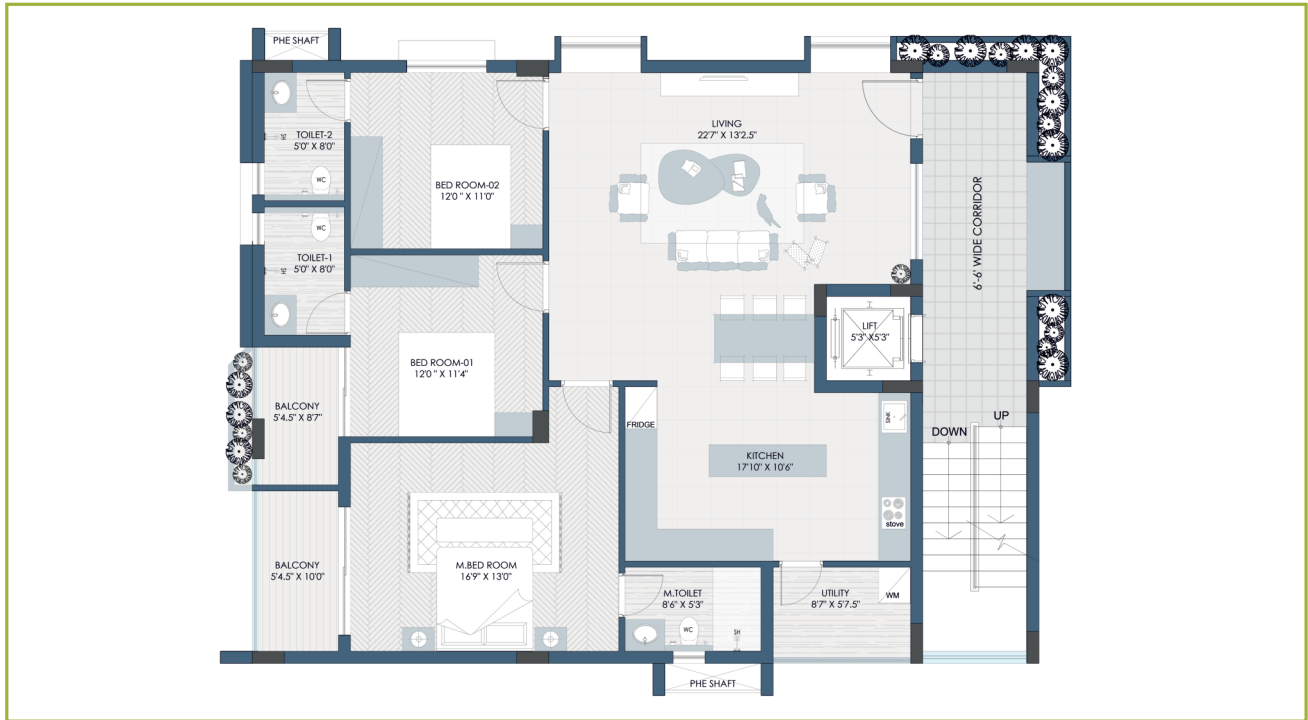 PHE SHAFT
TOILET-2
5'0" X 8'0"
SH
WC
BED ROOM-02
12'0 " X 11'0"
LIVING
22'7" X 13'2.5"
6'-6' WIDE CORRIDOR
WC
TOILET-1
5'0" X 8'0"
SH
BED ROOM-01
12'0 " X 11'4"
LIFT
5'3" X5'3"
BALCONY
5'4.5" X 8'7"
FRIDGE
SINK
UP
DOWN
KITCHEN
17'10" X 10'6"
stove
BALCONY
5'4.5" X 10'0"
M.BED ROOM
16'9" X 13'0"
M.TOILET
8'6" X 5'3"
WC
SH
UTILITY
8'7" X 5'7.5"
WM
PHE SHAFT